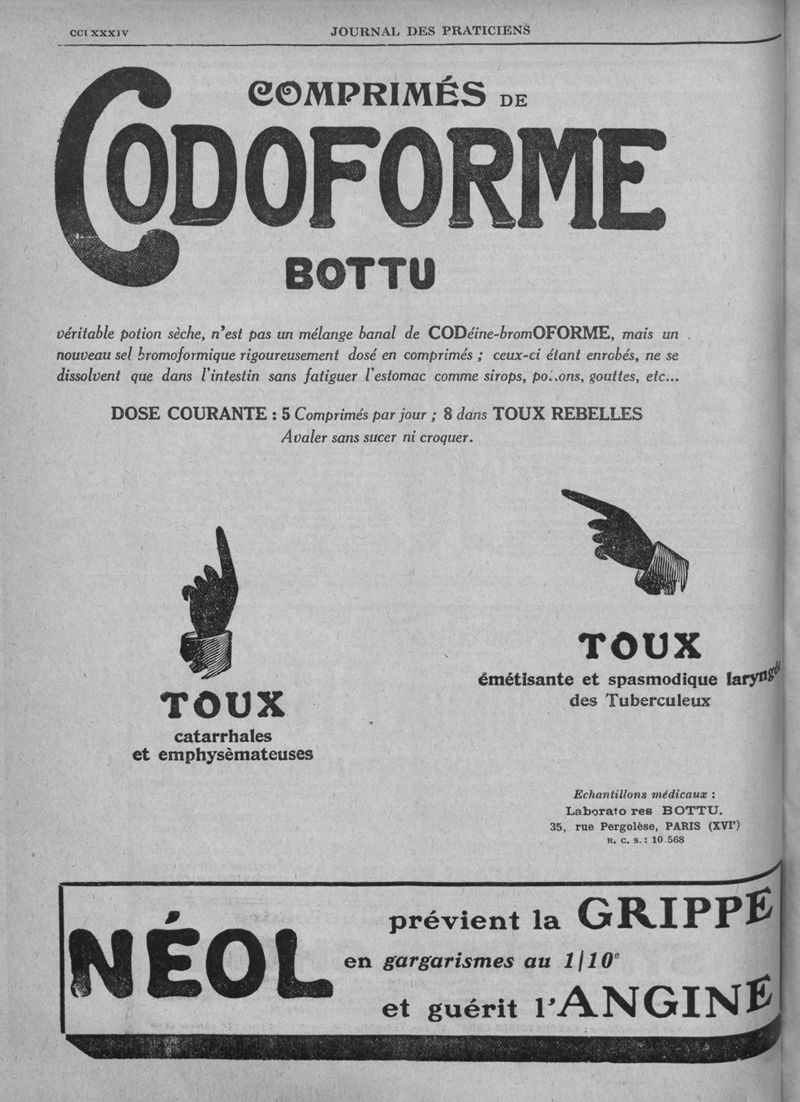 CCLXXXIV
JOURNAL DES PRATICIENS
COMPRIMÉS DE
CODOFORME
BOTTU
véritable potion sèche, n'est pas un mélange banal de CODéine-bromOFORME, mais un
nouveau sel bromoformique rigoureusement dosé en comprimés ; ceux-ci étant enrobés, ne se
dissolvent que dans l'intestin sans fatiguer l'estomac comme sirops, gouttes, etc...
DOSE COURANTE : 5 Comprimés par jour ; 8 dans TOUX REBELLES
Avaler sans sucer ni croquer.
TOUX
émétisante et spasmodique
des Tuberculeux
TOUX
catarrhales
et emphysèmateuses
Echantillons médicaux :
Laborato res BOTTU.
35, rue Pergolèse, PARIS (XVIᵉ)
R. C. S. : 10.568
NÉOL
prévient la GRIPPE
en gargarismes au 1/10ᵉ
et guérit l'ANGINE